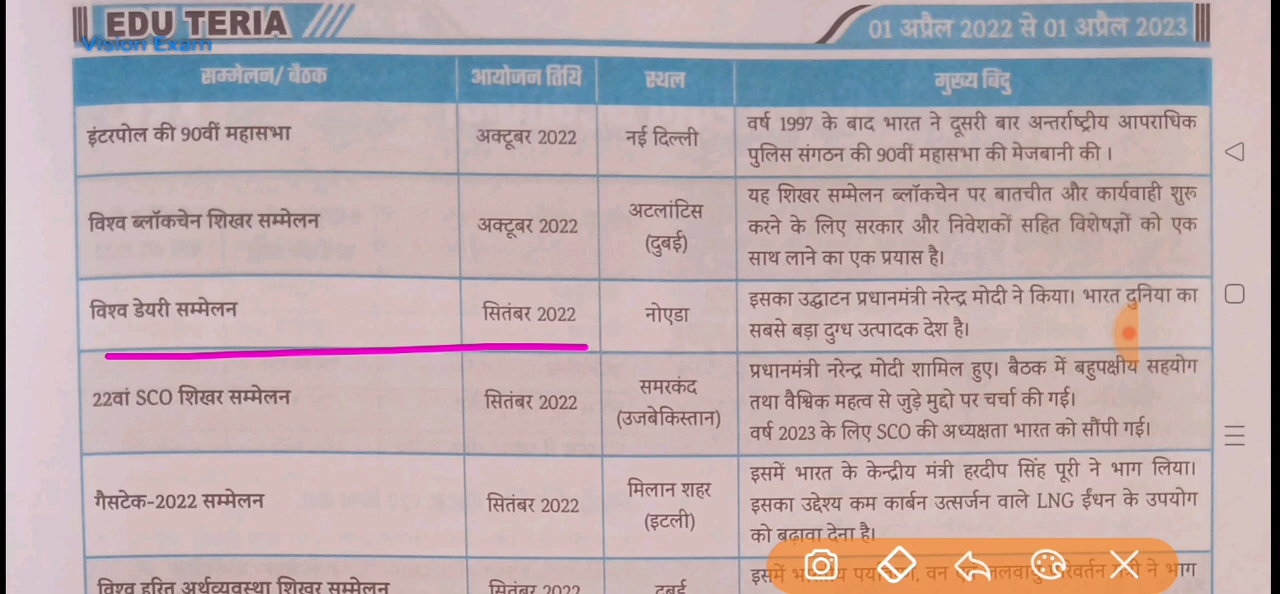 EDU TERIA
Vision Exam
01 अप्रैल 2022 से 01 अप्रैल 2023
सम्मेलन/ बैठक आयोजन तिथि स्थल मुख्य बिंदु
इंटरपोल की 90वीं महासभा अक्टूबर 2022 नई दिल्ली वर्ष 1997 के बाद भारत ने दूसरी बार अन्तर्राष्ट्रीय आपराधिक
पुलिस संगठन की 90वीं महासभा की मेजबानी की।
विश्व ब्लॉकचेन शिखर सम्मेलन अक्टूबर 2022 अटलांटिस
(दुबई)
यह शिखर सम्मेलन ब्लॉकचेन पर बातचीत और कार्यवाही शुरू
करने के लिए सरकार और निवेशकों सहित विशेषज्ञों को एक
साथ लाने का एक प्रयास है।
विश्व डेयरी सम्मेलन सितंबर 2022 नोएडा इसका उद्घाटन प्रधानमंत्री नरेन्द्र मोदी ने किया। भारत दुनिया का
सबसे बड़ा दुग्ध उत्पादक देश है।
22वां SCO शिखर सम्मेलन सितंबर 2022 समरकंद
(उजबेकिस्तान)
प्रधानमंत्री नरेन्द्र मोदी शामिल हुए। बैठक में बहुपक्षीय सहयोग
तथा वैश्विक महत्व से जुड़े मुद्दो पर चर्चा की गई।
वर्ष 2023 के लिए SCO की अध्यक्षता भारत को सौंपी गई।
गैसटेक-2022 सम्मेलन सितंबर 2022 मिलान शहर
(इटली)
इसमें भारत के केन्द्रीय मंत्री हरदीप सिंह पूरी ने भाग लिया।
इसका उद्देश्य कम कार्बन उत्सर्जन वाले LNG ईंधन के उपयोग
को बढ़ावा देना है।
विश्व हरित अर्थव्यवस्था शिखर सम्मेलन सितंबर 2022 दुबई इसमें वन ने भाग